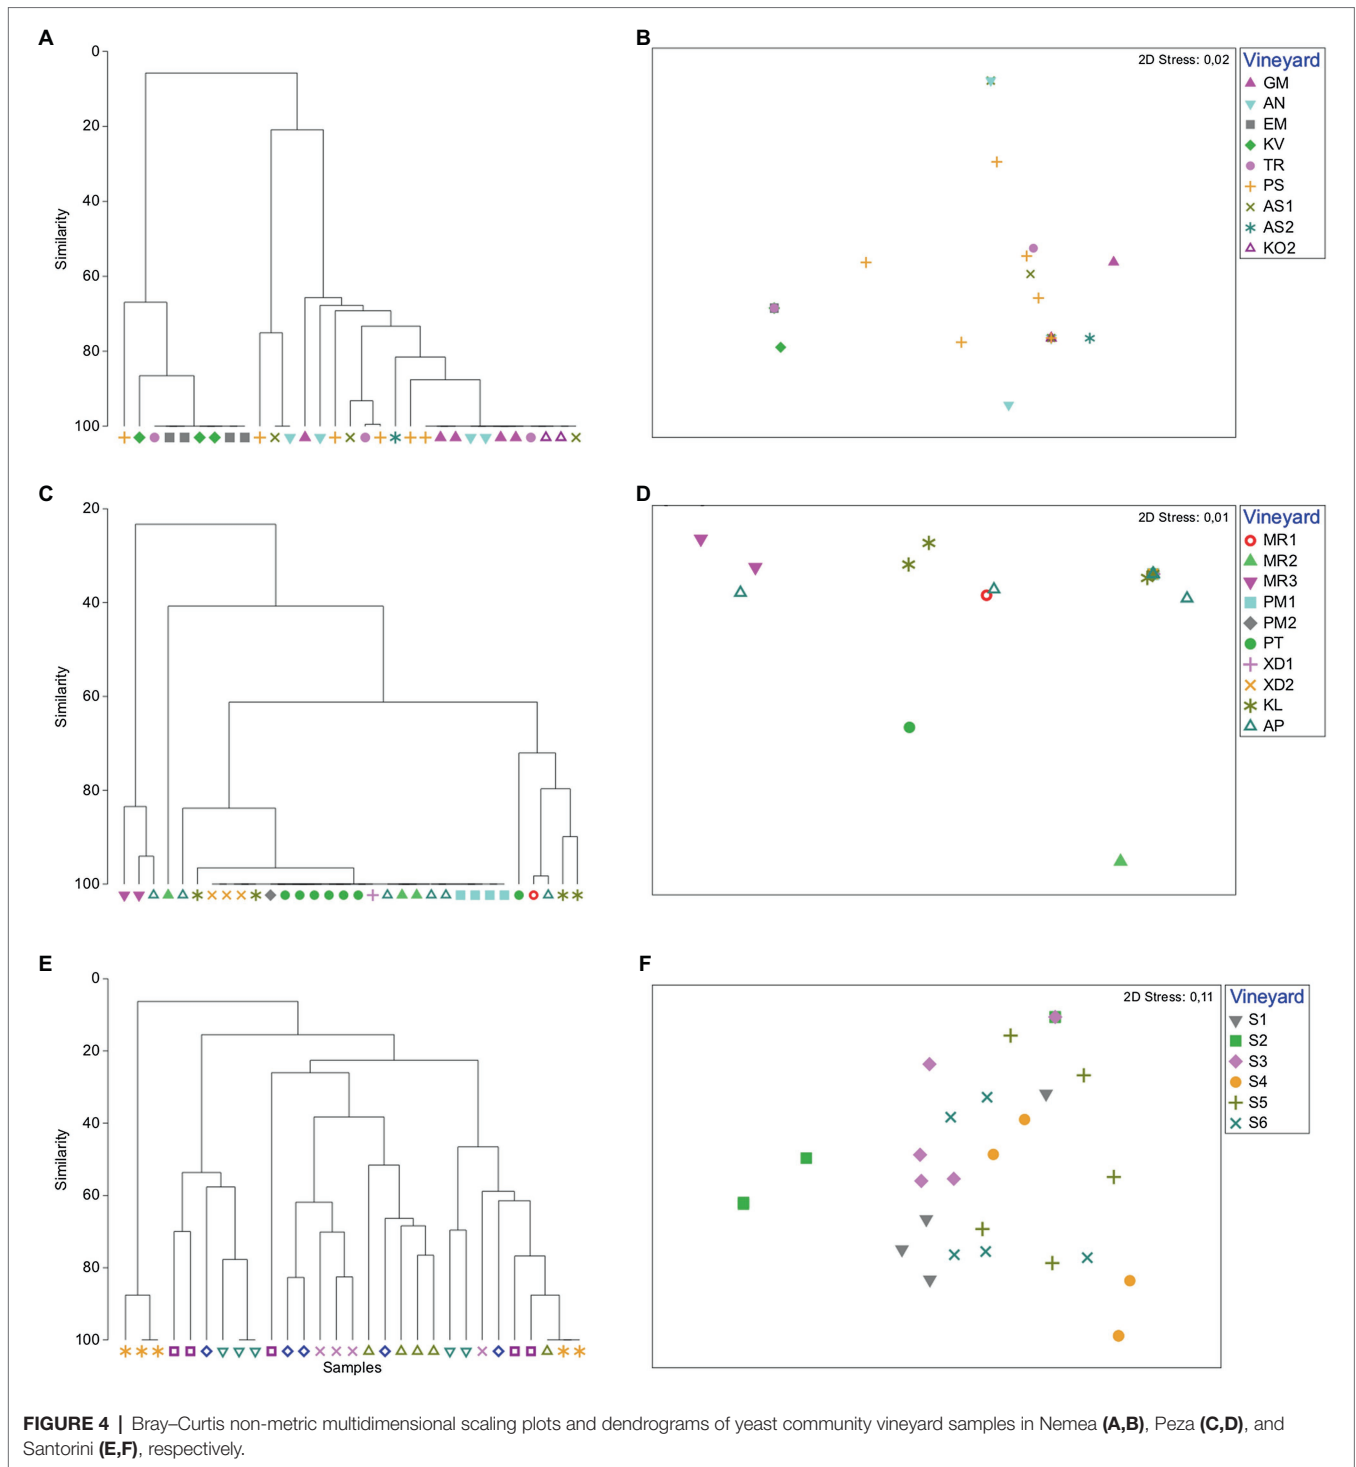 A
0
20
40
60
80
100
Similarity
B
2D Stress: 0,02
Vineyard
GM
AN
EM
KV
TR
PS
AS1
AS2
KO2
C
20
40
60
80
100
Similarity
D
2D Stress: 0,01
Vineyard
MR1
MR2
MR3
PM1
PM2
PT
XD1
XD2
KL
AP
E
0
20
40
60
80
100
Similarity
Samples
F
2D Stress: 0,11
Vineyard
S1
S2
S3
S4
S5
S6
FIGURE 4 | Bray–Curtis non-metric multidimensional scaling plots and dendrograms of yeast community vineyard samples in Nemea (A,B), Peza (C,D), and
Santorini (E,F), respectively.